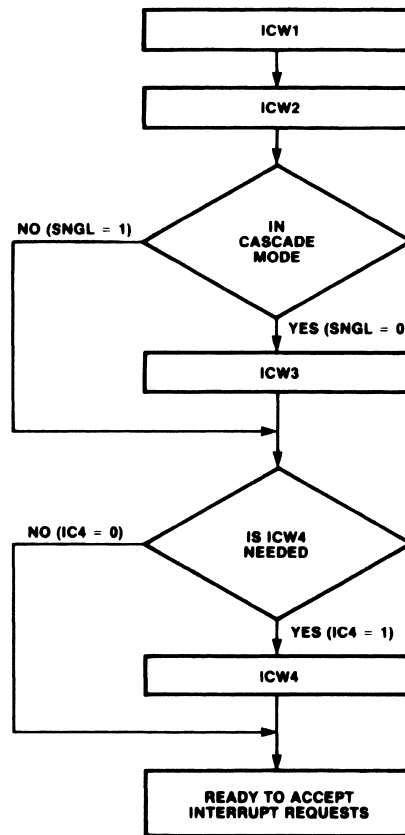 ICW1
ICW2
IN
CASCADE
MODE
NO (SNGL = 1)
YES (SNGL = 0
ICW3
IS ICW4
NEEDED
NO (IC4 = 0)
YES (IC4 = 1)
ICW4
READY TO ACCEPT
INTERRUPT REQUESTS